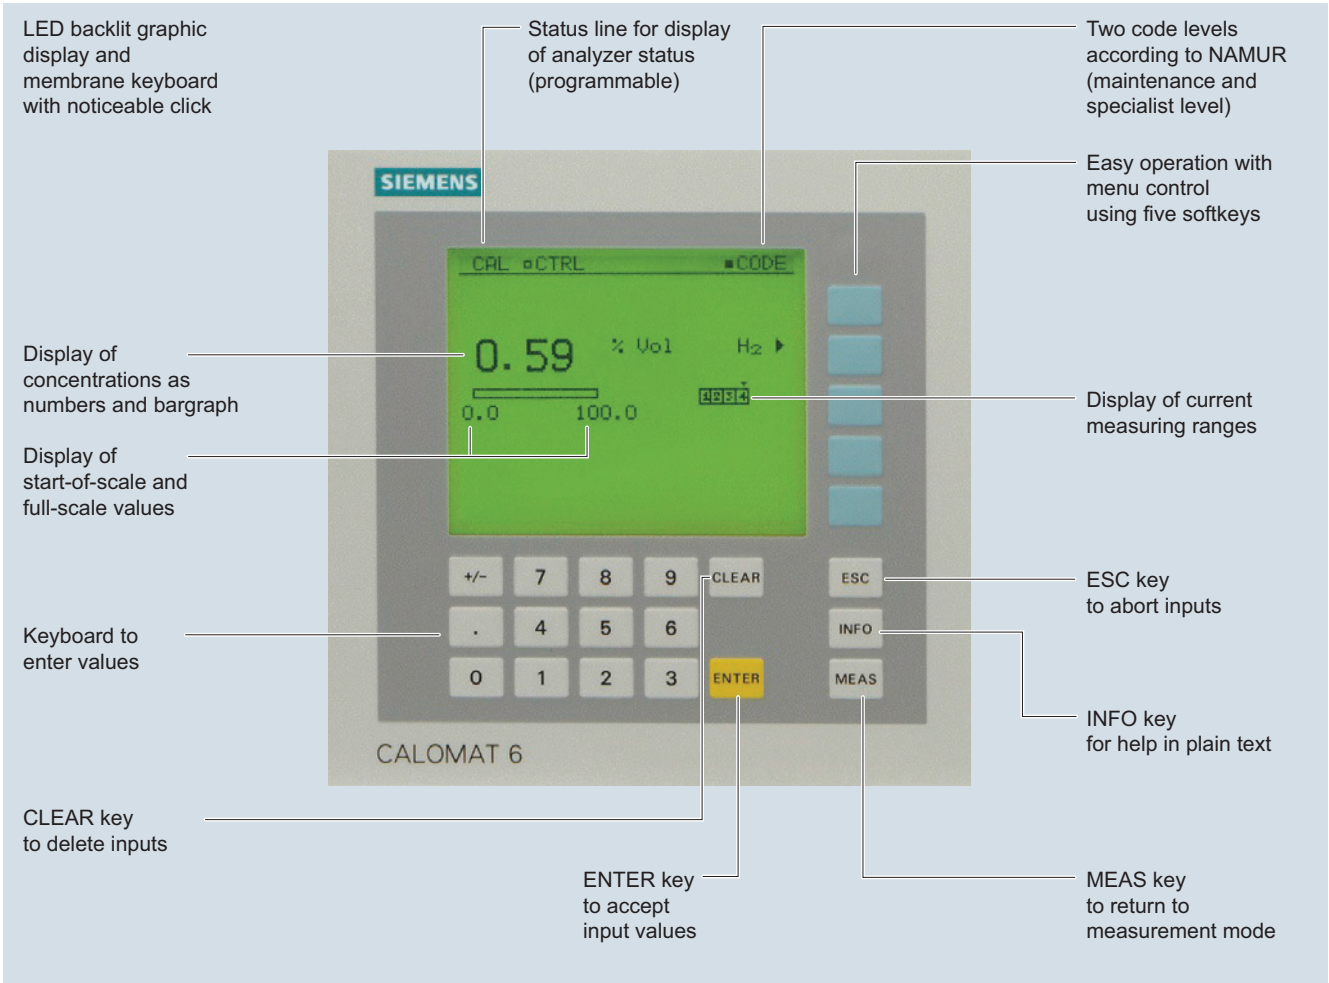 LED backlit graphic
display and
membrane keyboard
with noticeable click
Status line for display
of analyzer status
(programmable)
Two code levels
according to NAMUR
(maintenance and
specialist level)
Easy operation with
menu control
using five softkeys
SIEMENS
CAL ▫CTRL ▪CODE
0.59 % Vol H₂ ▶
1 2 3 4
0.0 100.0
Display of
concentrations as
numbers and bargraph
Display of
start-of-scale and
full-scale values
Display of current
measuring ranges
+/- 7 8 9 CLEAR ESC
. 4 5 6 INFO
0 1 2 3 ENTER MEAS
Keyboard to
enter values
ESC key
to abort inputs
INFO key
for help in plain text
CALOMAT 6
CLEAR key
to delete inputs
ENTER key
to accept
input values
MEAS key
to return to
measurement mode